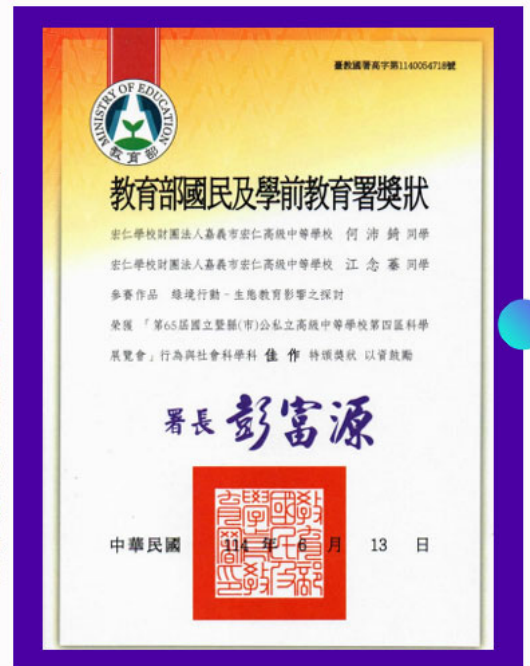 臺教國署高字第1140054718號
MINISTRY OF EDUCATION
教育部
教育部國民及學前教育署獎狀
宏仁學校財團法人嘉義市宏仁高級中等學校 何沛錡同學
宏仁學校財團法人嘉義市宏仁高級中等學校 江念蓁同學
參賽作品 綠境行動-生態教育影響之探討
榮獲 「第65屆國立暨縣(市)公私立高級中等學校第四區科學
展覽會」行為與社會科學科 佳作 特頒獎狀 以資鼓勵
署長 彭富源
中華民國 114 年 6 月 13 日